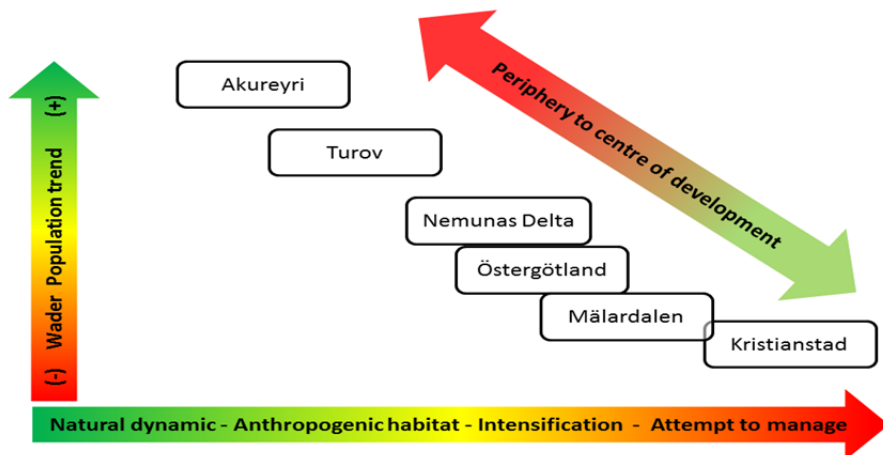 Akureyri
Turov
Nemunas Delta
Östergötland
Mälardalen
Kristianstad
Periphery to centre of development
(-) Wader Population trend (+)
Natural dynamic - Anthropogenic habitat - Intensification - Attempt to manage